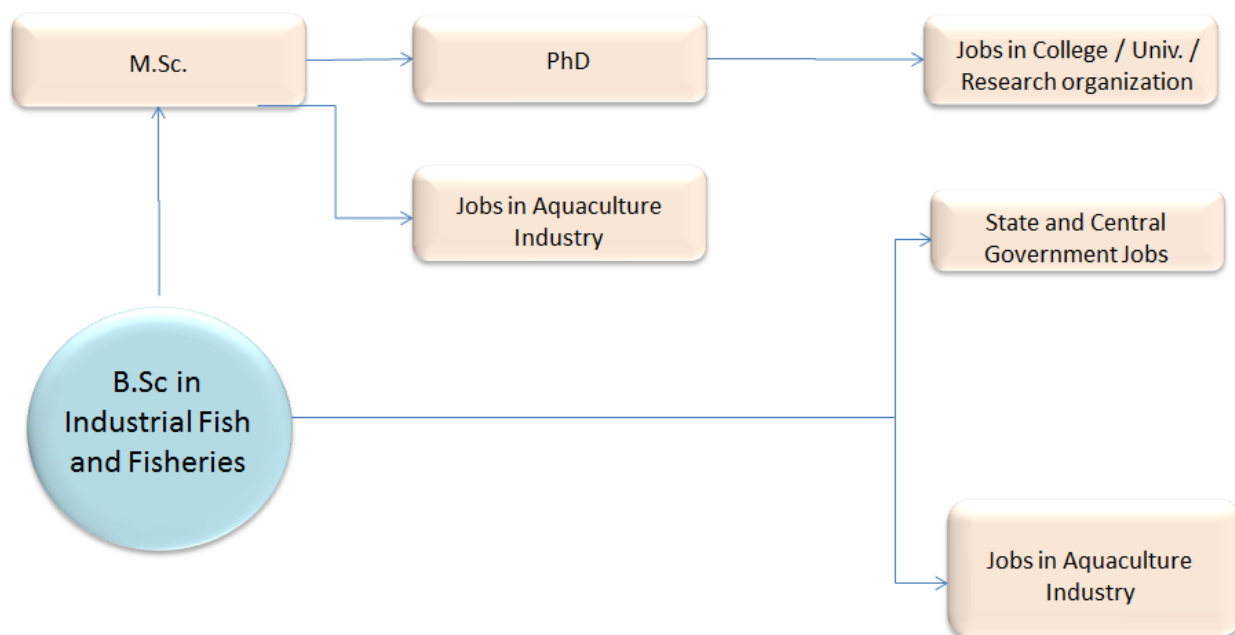 M.Sc.
PhD
Jobs in College / Univ. /
Research organization
Jobs in Aquaculture
Industry
State and Central
Government Jobs
B.Sc in
Industrial Fish
and Fisheries
Jobs in Aquaculture
Industry